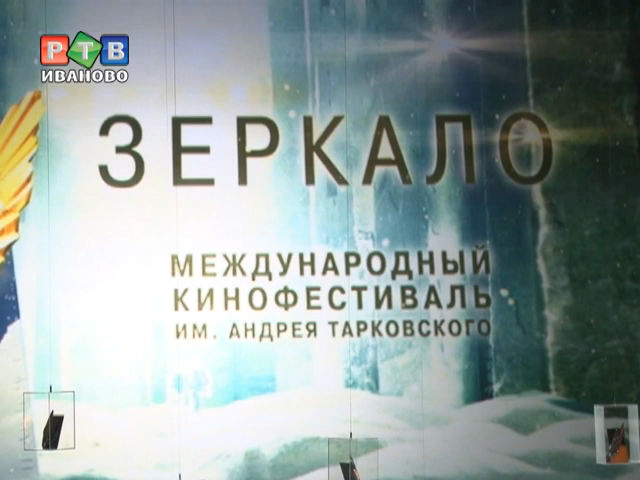 РТВ
ИВАНОВО
ЗЕРКАЛО
МЕЖДУНАРОДНЫЙ
КИНОФЕСТИВАЛЬ
ИМ. АНДРЕЯ ТАРКОВСКОГО